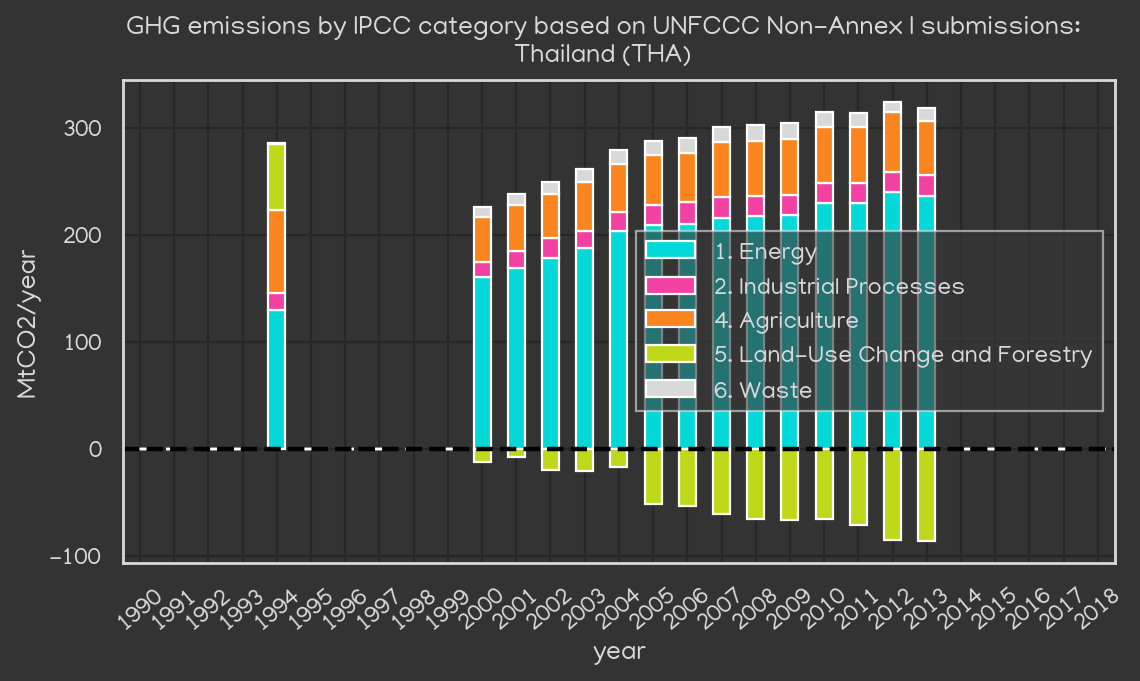 GHG emissions by IPCC category based on UNFCCC Non-Annex I submissions:
Thailand (THA)
MtCO2/year
300
200
100
0
-100
1. Energy
2. Industrial Processes
4. Agriculture
5. Land-Use Change and Forestry
6. Waste
1990 1991 1992 1993 1994 1995 1996 1997 1998 1999 2000 2001 2002 2003 2004 2005 2006 2007 2008 2009 2010 2011 2012 2013 2014 2015 2016 2017 2018
year